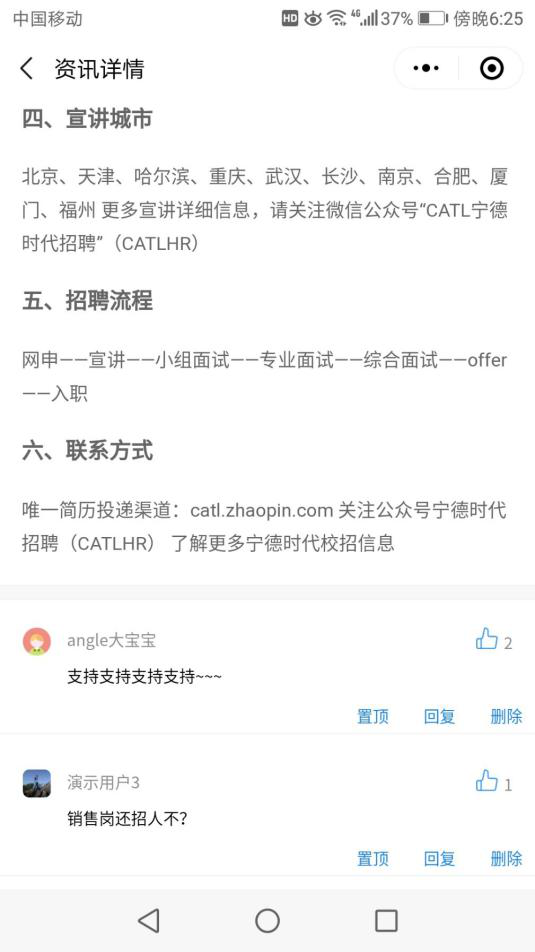 中国移动
HD 4G 37% 傍晚6:25
资讯详情
四、宣讲城市
北京、天津、哈尔滨、重庆、武汉、长沙、南京、合肥、厦
门、福州 更多宣讲详细信息，请关注微信公众号“CATL宁德
时代招聘”（CATLHR）
五、招聘流程
网申——宣讲——小组面试——专业面试——综合面试——offer
——入职
六、联系方式
唯一简历投递渠道：catl.zhaopin.com 关注公众号宁德时代
招聘（CATLHR） 了解更多宁德时代校招信息
angle大宝宝
2
支持支持支持支持~~~
置顶 回复 删除
演示用户3
1
销售岗还招人不？
置顶 回复 删除